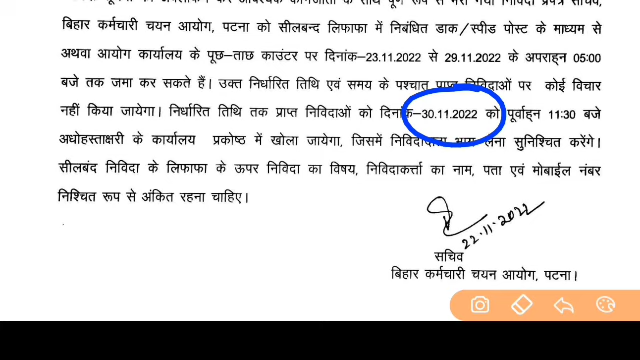 बिहार कर्मचारी चयन आयोग, पटना को सीलबन्द लिफाफा में निबंधित डाक/स्पीड पोस्ट के माध्यम से
अथवा आयोग कार्यालय के पूछ-ताछ काउंटर पर दिनांक-23.11.2022 से 29.11.2022 के अपराहन 05:00
बजे तक जमा कर सकते हैं। उक्त निर्धारित तिथि एवं समय के पश्चात प्राप्त निविदाओं पर कोई विचार
नहीं किया जायेगा। निर्धारित तिथि तक प्राप्त निवदाओं को दिनांक-30.11.2022 को पूर्वाहन 11:30 बजे
अधोहस्ताक्षरी के कार्यालय प्रकोष्ठ में खोला जायेगा, जिसमें निविदादाता भाग लेना सुनिश्चित करेंगे।
सीलबंद निविदा के लिफाफा के ऊपर निविदा का विषय, निविदाकर्त्ता का नाम, पता एवं मोबाईल नंबर
निश्चित रूप से अंकित रहना चाहिए।
22.11.2022
सचिव
बिहार कर्मचारी चयन आयोग, पटना।